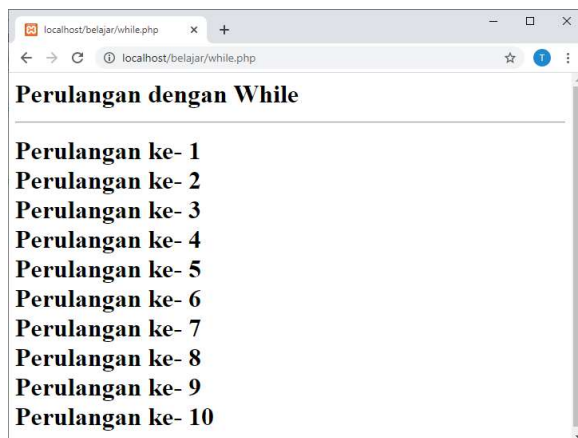 localhost/belajar/while.php
localhost/belajar/while.php
T
Perulangan dengan While
Perulangan ke- 1
Perulangan ke- 2
Perulangan ke- 3
Perulangan ke- 4
Perulangan ke- 5
Perulangan ke- 6
Perulangan ke- 7
Perulangan ke- 8
Perulangan ke- 9
Perulangan ke- 10